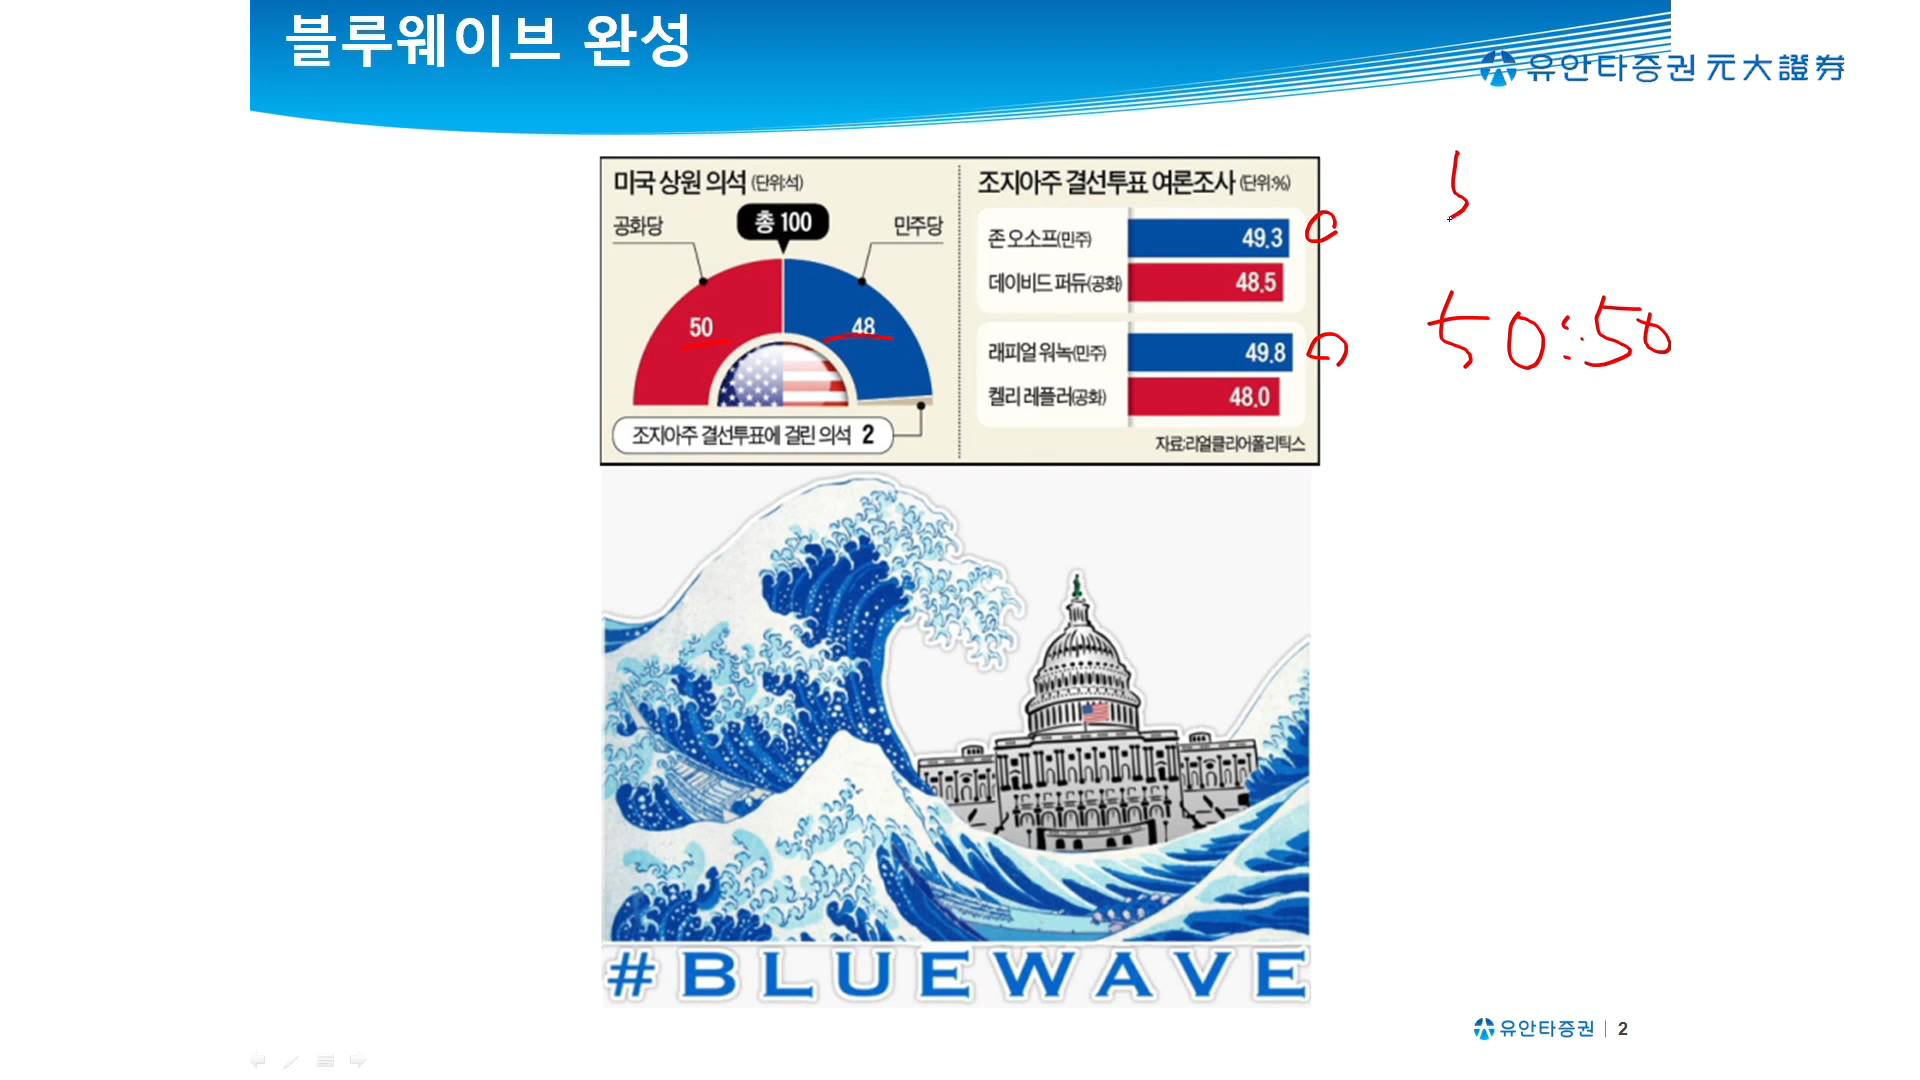 블루웨이브 완성
유안타증권 元大證券
미국 상원 의석 (단위:석)
공화당
총 100
민주당
50
48
조지아주 결선투표에 걸린 의석 2
조지아주 결선투표 여론조사 (단위:%)
존 오소프(민주) 49.3
데이비드 퍼듀(공화) 48.5
래피얼 워녹(민주) 49.8
켈리 레플러(공화) 48.0
자료:리얼클리어폴리틱스
50:50
#BLUEWAVE
유안타증권 | 2